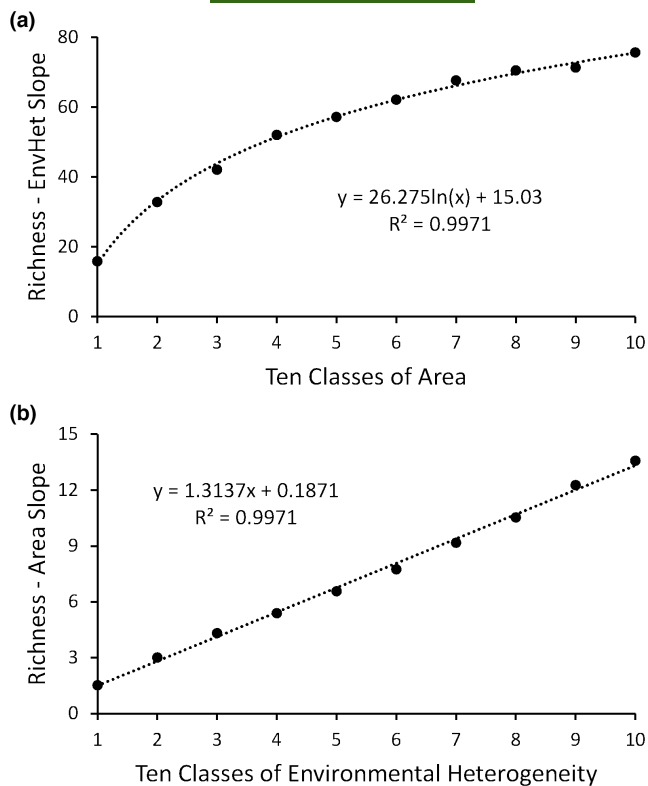 (a)
Richness - EnvHet Slope
80
60
40
20
0
y = 26.275ln(x) + 15.03
R² = 0.9971
1 2 3 4 5 6 7 8 9 10
Ten Classes of Area
(b)
Richness - Area Slope
15
12
9
6
3
0
y = 1.3137x + 0.1871
R² = 0.9971
1 2 3 4 5 6 7 8 9 10
Ten Classes of Environmental Heterogeneity